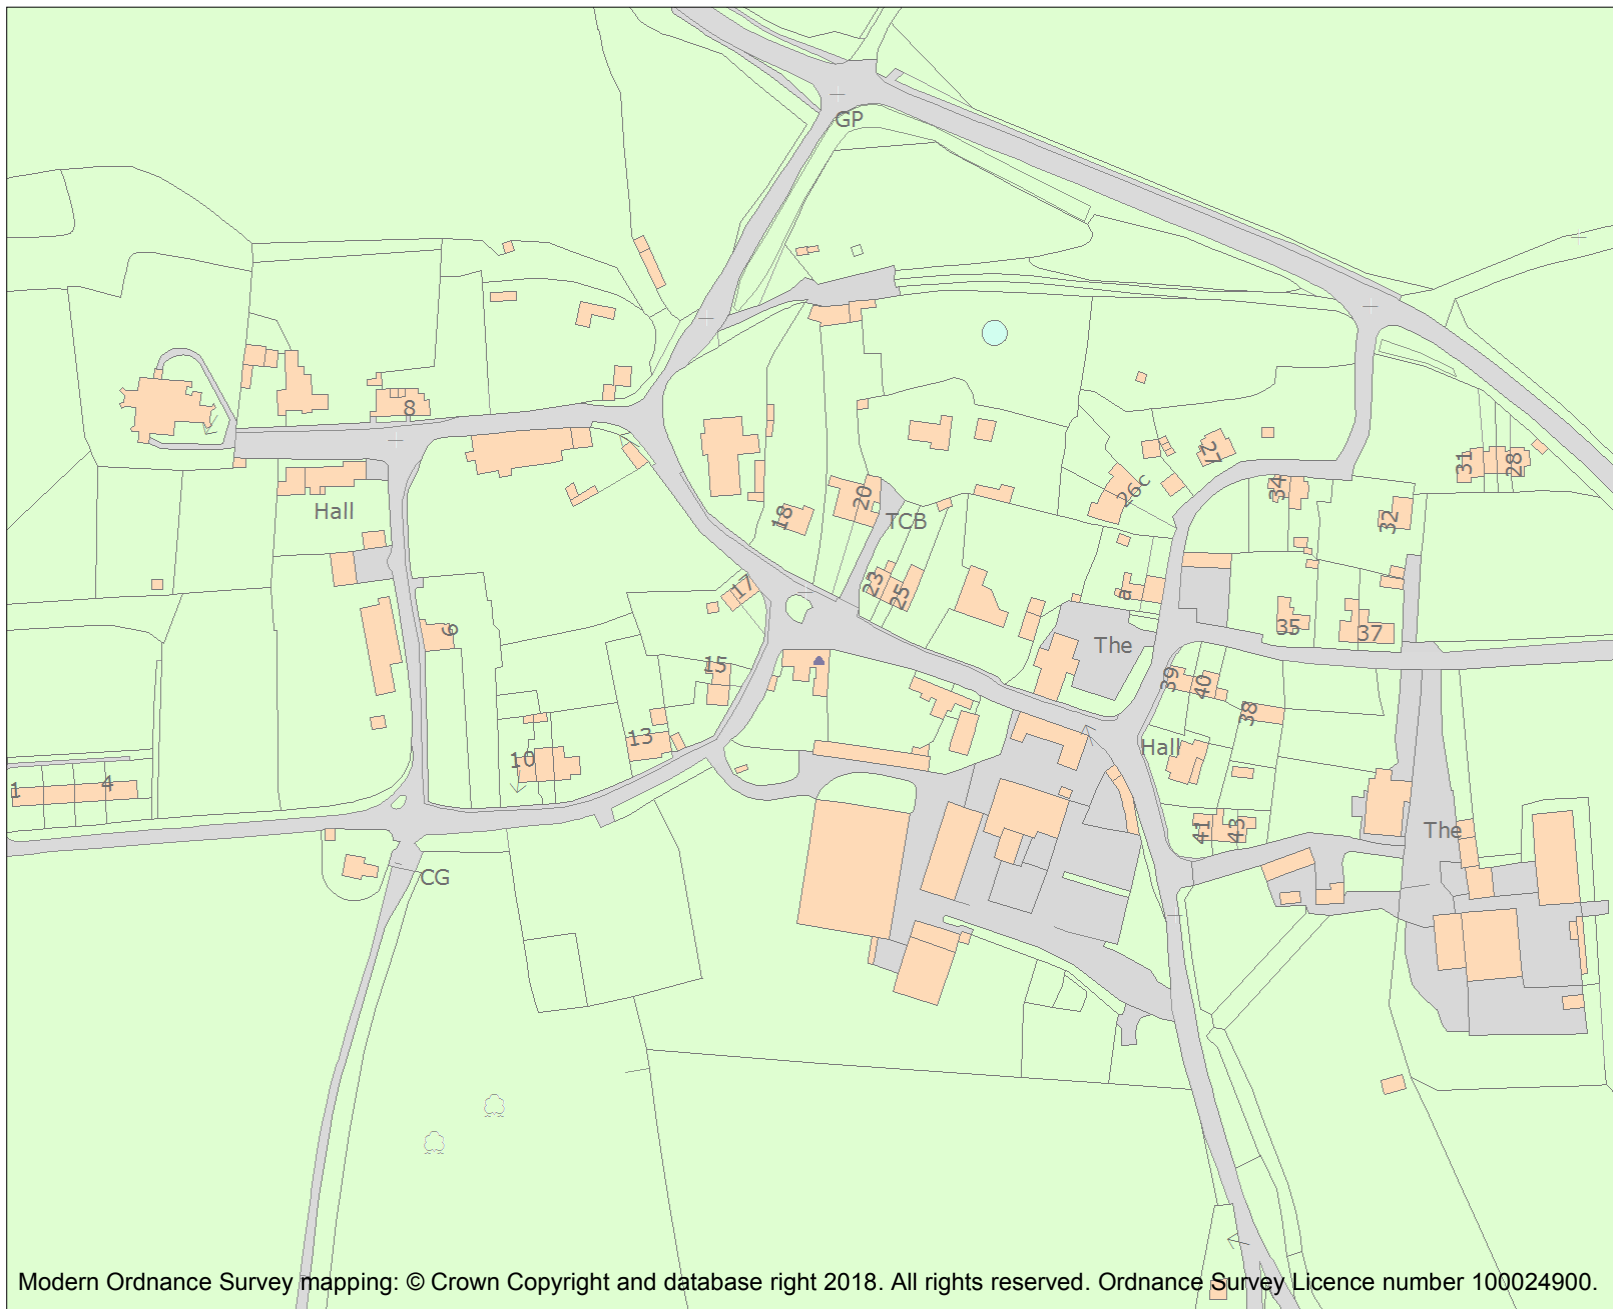 GP
8
27
31
28
34
26c
20
32
Hall
18
TCB
17
23
25
a
6
35
37
The
15
39
40
38
13
Hall
10
1
4
41
43
The
CG
Modern Ordnance Survey mapping: © Crown Copyright and database right 2018. All rights reserved. Ordnance Survey Licence number 100024900.